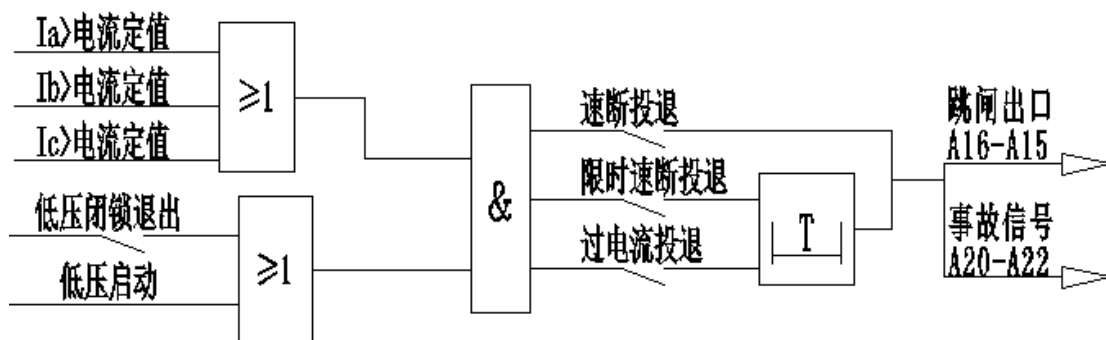 Ia>电流定值
Ib>电流定值
Ic>电流定值
≥1
低压闭锁退出
低压启动
≥1
&
速断投退
限时速断投退
过电流投退
T
跳闸出口
A16-A15
事故信号
A20-A22